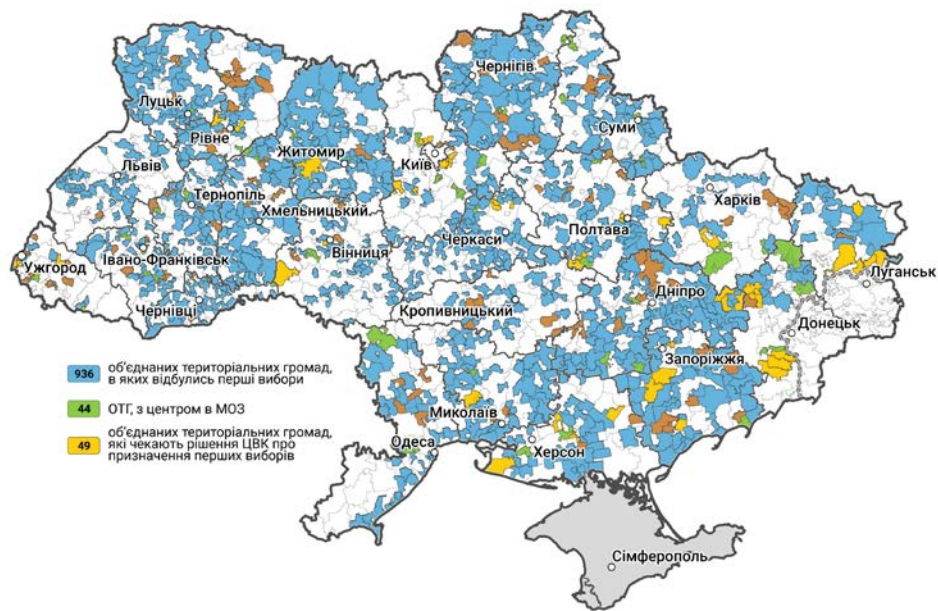 Чернігів
Луцьк
Рівне
Суми
Житомир
Київ
Львів
Харків
Тернопіль
Хмельницький
Полтава
Черкаси
Вінниця
Івано-Франківськ
Ужгород
Луганськ
Дніпро
Чернівці
Кропивницький
Донецьк
Запоріжжя
936 об'єднаних територіальних громад,
в яких відбулись перші вибори
44 ОТГ, з центром в МОЗ
49 об'єднаних територіальних громад,
які чекають рішення ЦВК про
призначення перших виборів
Миколаїв
Одеса
Херсон
Сімферополь